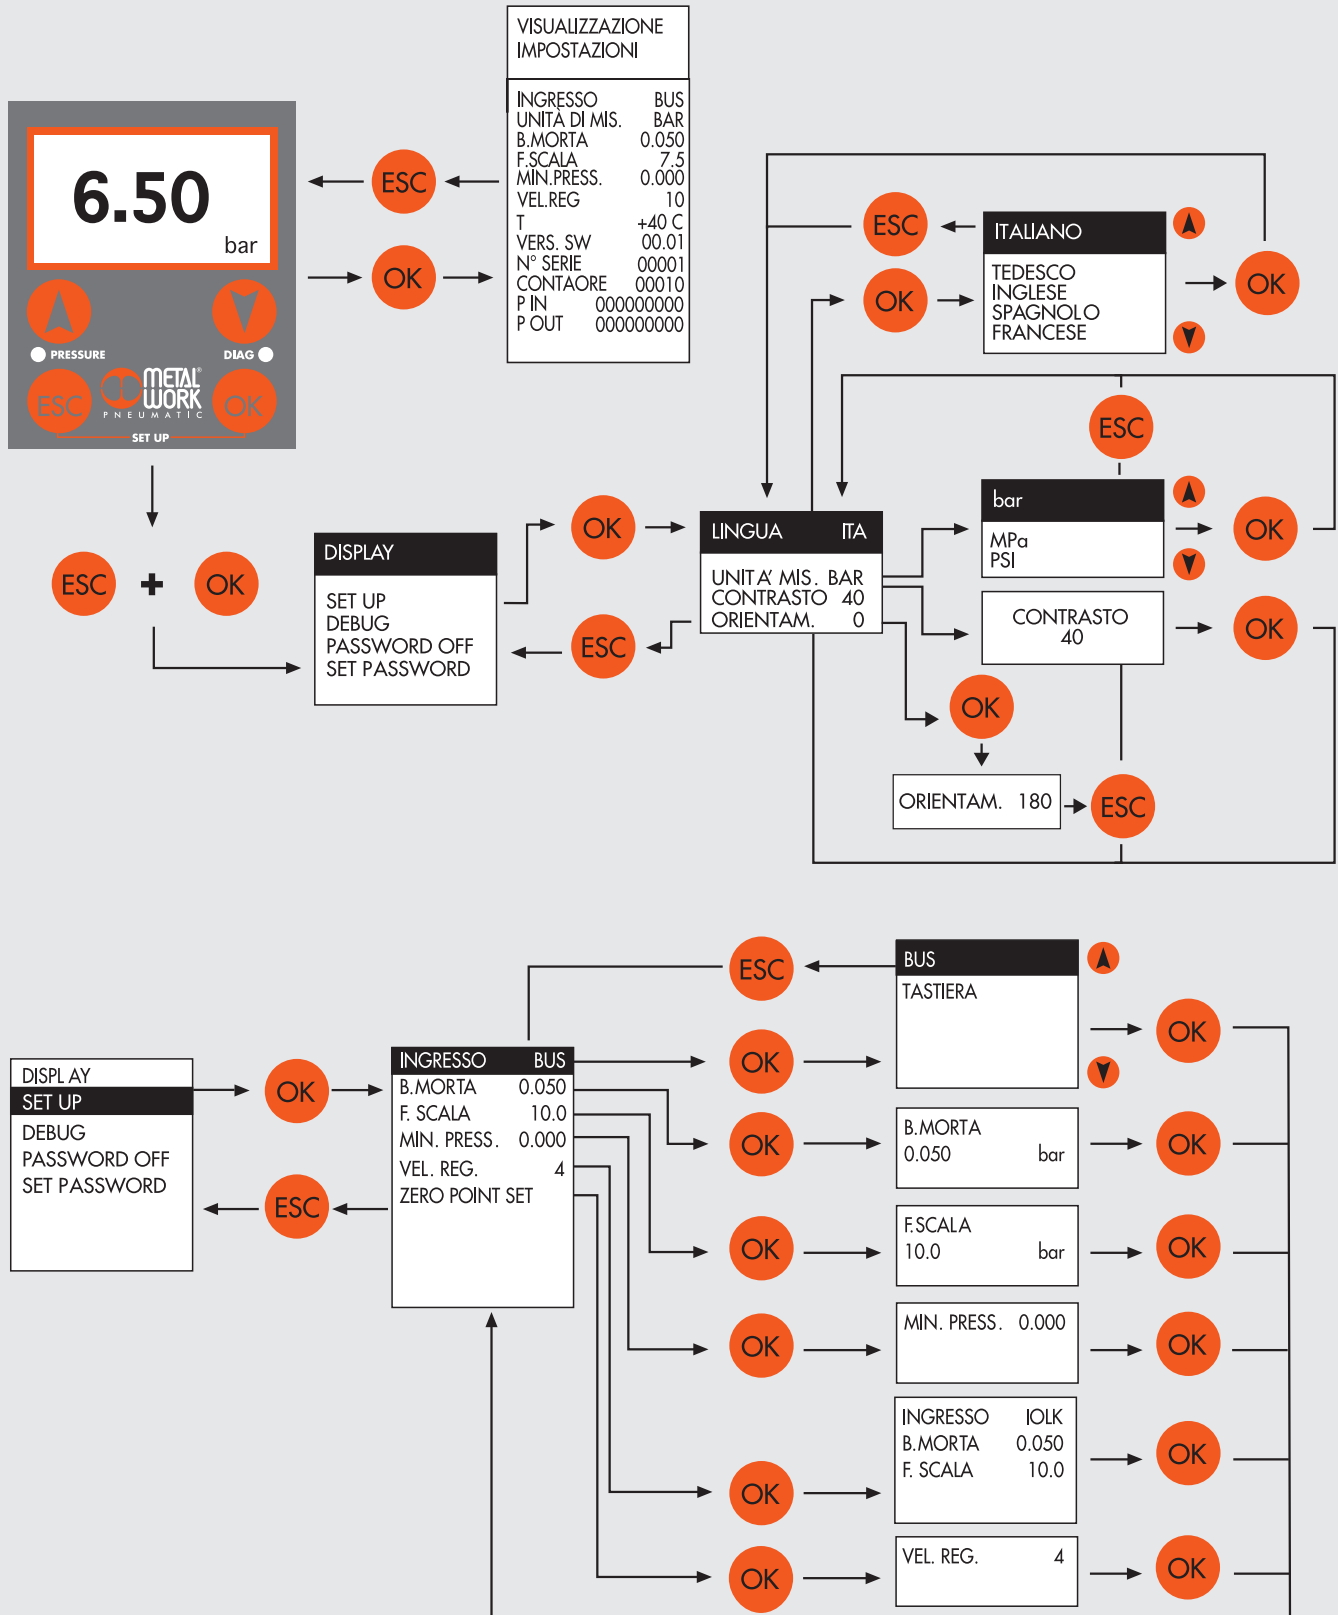 VISUALIZZAZIONE
IMPOSTAZIONI
INGRESSO BUS
UNITÀ DI MIS. BAR
B.MORTA 0.050
F.SCALA 7.5
MIN.PRESS. 0.000
VEL.REG 10
T +40 C
VERS. SW 00.01
N° SERIE 00001
CONTAORE 00010
P IN 000000000
P OUT 000000000
6.50
bar
PRESSURE
DIAG
ESC
METAL®
WORK
PNEUMATIC
OK
SET UP
ESC
OK
ESC
OK
ITALIANO
TEDESCO
INGLESE
SPAGNOLO
FRANCESE
OK
ESC
+
OK
DISPLAY
SET UP
DEBUG
PASSWORD OFF
SET PASSWORD
OK
ESC
LINGUA ITA
UNITA' MIS. BAR
CONTRASTO 40
ORIENTAM. 0
ESC
bar
MPa
PSI
OK
CONTRASTO
40
OK
OK
ORIENTAM. 180
ESC
DISPLAY
SET UP
DEBUG
PASSWORD OFF
SET PASSWORD
OK
ESC
INGRESSO BUS
B.MORTA 0.050
F. SCALA 10.0
MIN. PRESS. 0.000
VEL. REG. 4
ZERO POINT SET
ESC
BUS
TASTIERA
OK
OK
OK
B.MORTA
0.050 bar
OK
OK
F.SCALA
10.0 bar
OK
OK
MIN. PRESS. 0.000
OK
OK
INGRESSO IOLK
B.MORTA 0.050
F. SCALA 10.0
OK
OK
VEL. REG. 4
OK